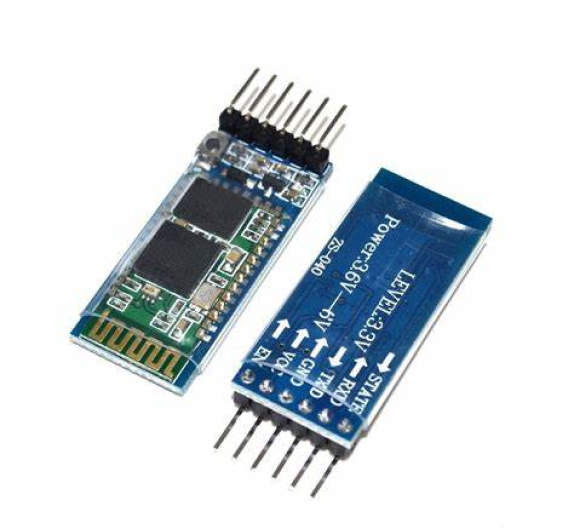 ZS-040
Power:3.6V—6V
LEVEL:3.3V
EN
VCC
GND
TXD
RXD
STATE